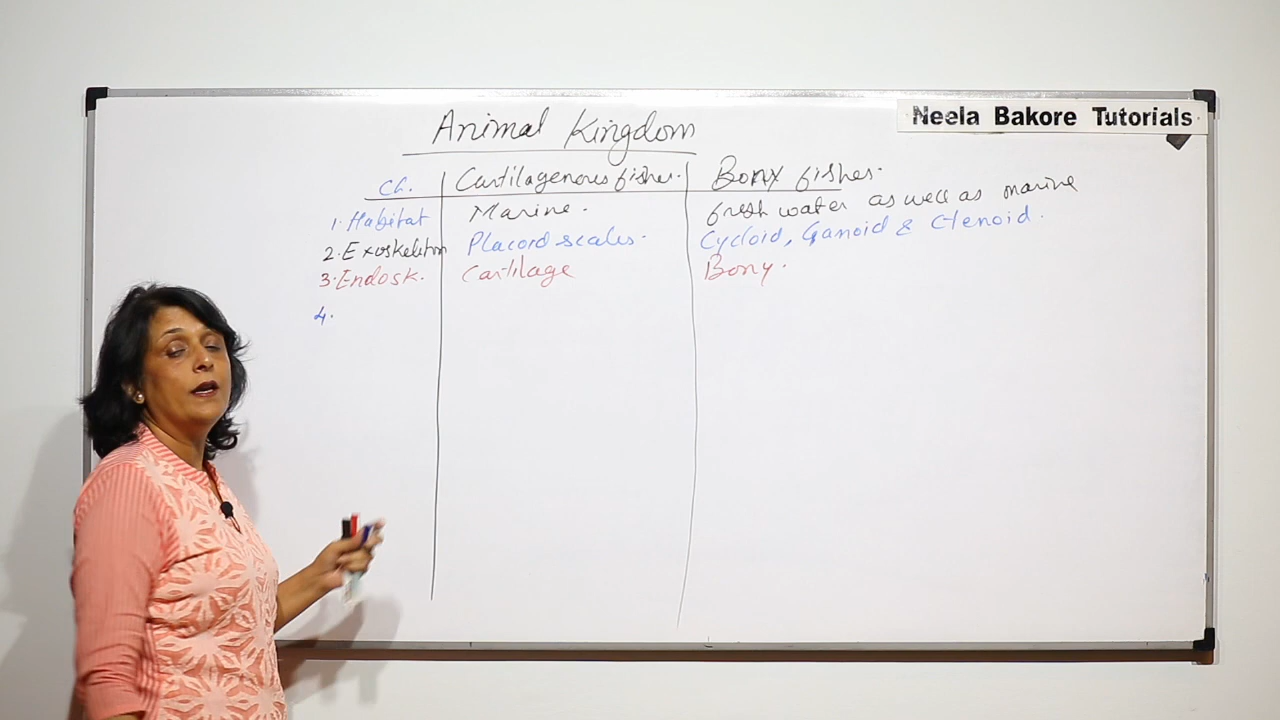 Neela Bakore Tutorials
Animal Kingdom
Ch. Cartilagenous fishes. Bony fishes.
1. Habitat Marine. fresh water as well as marine
2. Exoskeleton Placoid scales. Cycloid, Ganoid & Ctenoid.
3. Endosk. Cartilage Bony.
4.